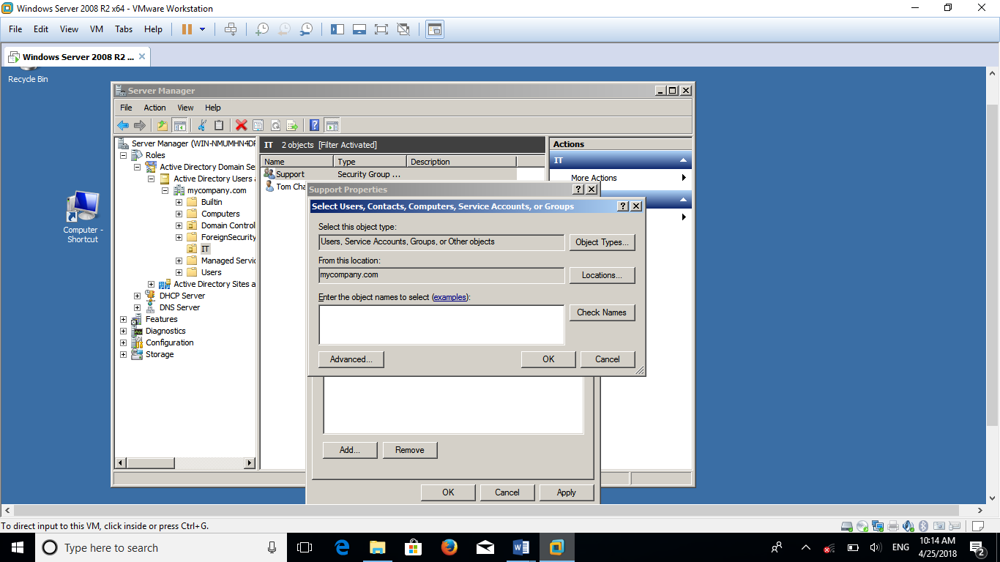 Windows Server 2008 R2 x64 - VMware Workstation
File Edit View VM Tabs Help
Windows Server 2008 R2 ...
Recycle Bin
Server Manager
File Action View Help
Server Manager (WIN-NMUMHN4DF
Roles
Active Directory Domain Se
Active Directory Users a
mycompany.com
Builtin
Computers
Domain Control
ForeignSecurity
IT
Managed Servic
Users
Active Directory Sites a
DHCP Server
DNS Server
Features
Diagnostics
Configuration
Storage
IT 2 objects [Filter Activated]
Name Type Description
Support Security Group ...
Tom Cha
Actions
IT
More Actions
Computer -
Shortcut
Support Properties
Select Users, Contacts, Computers, Service Accounts, or Groups
Select this object type:
Users, Service Accounts, Groups, or Other objects Object Types...
From this location:
mycompany.com Locations...
Enter the object names to select (examples):
Check Names
Advanced... OK Cancel
Add... Remove
OK Cancel Apply
To direct input to this VM, click inside or press Ctrl+G.
Type here to search
ENG
10:14 AM
4/25/2018
2